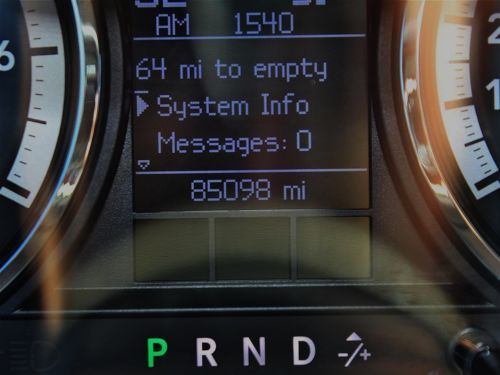 AM 1540
64 mi to empty
System Info
Messages: 0
85098 mi
P R N D -/+